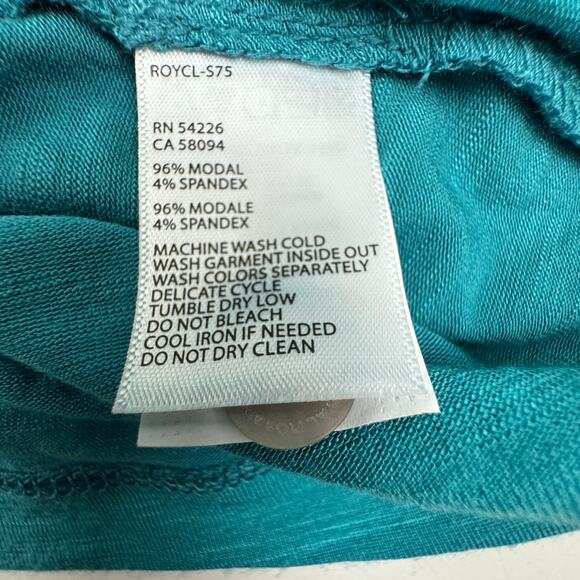 ROYCL-S75
RN 54226
CA 58094
96% MODAL
4% SPANDEX
96% MODALE
4% SPANDEX
MACHINE WASH COLD
WASH GARMENT INSIDE OUT
WASH COLORS SEPARATELY
DELICATE CYCLE
TUMBLE DRY LOW
DO NOT BLEACH
COOL IRON IF NEEDED
DO NOT DRY CLEAN